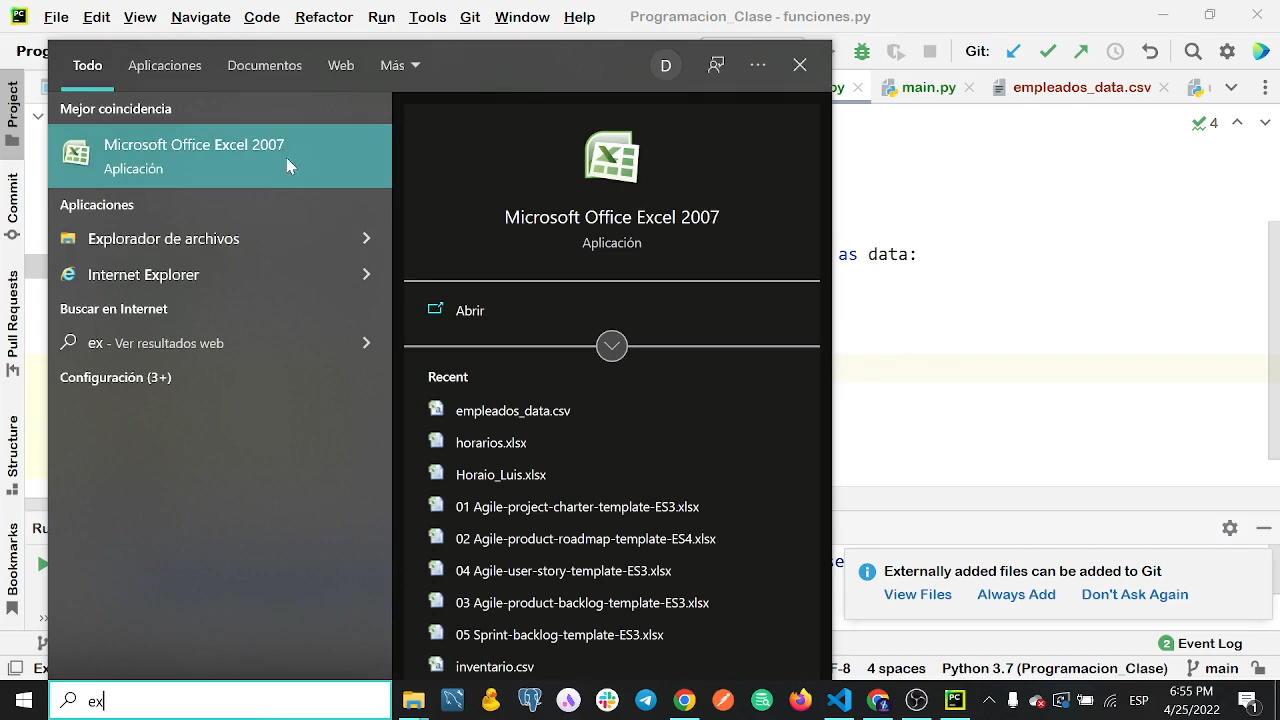 PC File Edit View Navigate Code Refactor Run Tools Git Window Help Programacion_Clase - funciones.py
Prog
Git:
Todo Aplicaciones Documentos Web Más D
main.py empleados_data.csv
Project
Commit
Pull Requests
Structure
Bookmarks
Mejor coincidencia
Microsoft Office Excel 2007
Aplicación
Aplicaciones
Explorador de archivos
Internet Explorer
Buscar en Internet
ex - Ver resultados web
Configuración (3+)
Microsoft Office Excel 2007
Aplicación
Abrir
Recent
empleados_data.csv
horarios.xlsx
Horaio_Luis.xlsx
01 Agile-project-charter-template-ES3.xlsx
02 Agile-product-roadmap-template-ES4.xlsx
04 Agile-user-story-template-ES3.xlsx
03 Agile-product-backlog-template-ES3.xlsx
05 Sprint-backlog-template-ES3.xlsx
inventario.csv
4
as data:
Ru
Externally added files can be added to Git
View Files Always Add Don't Ask Again
2 Event Log
Ex F-8 4 spaces Python 3.7 (Programacion_Clase) main
ex
ESP 6:55 PM
4/25/2022